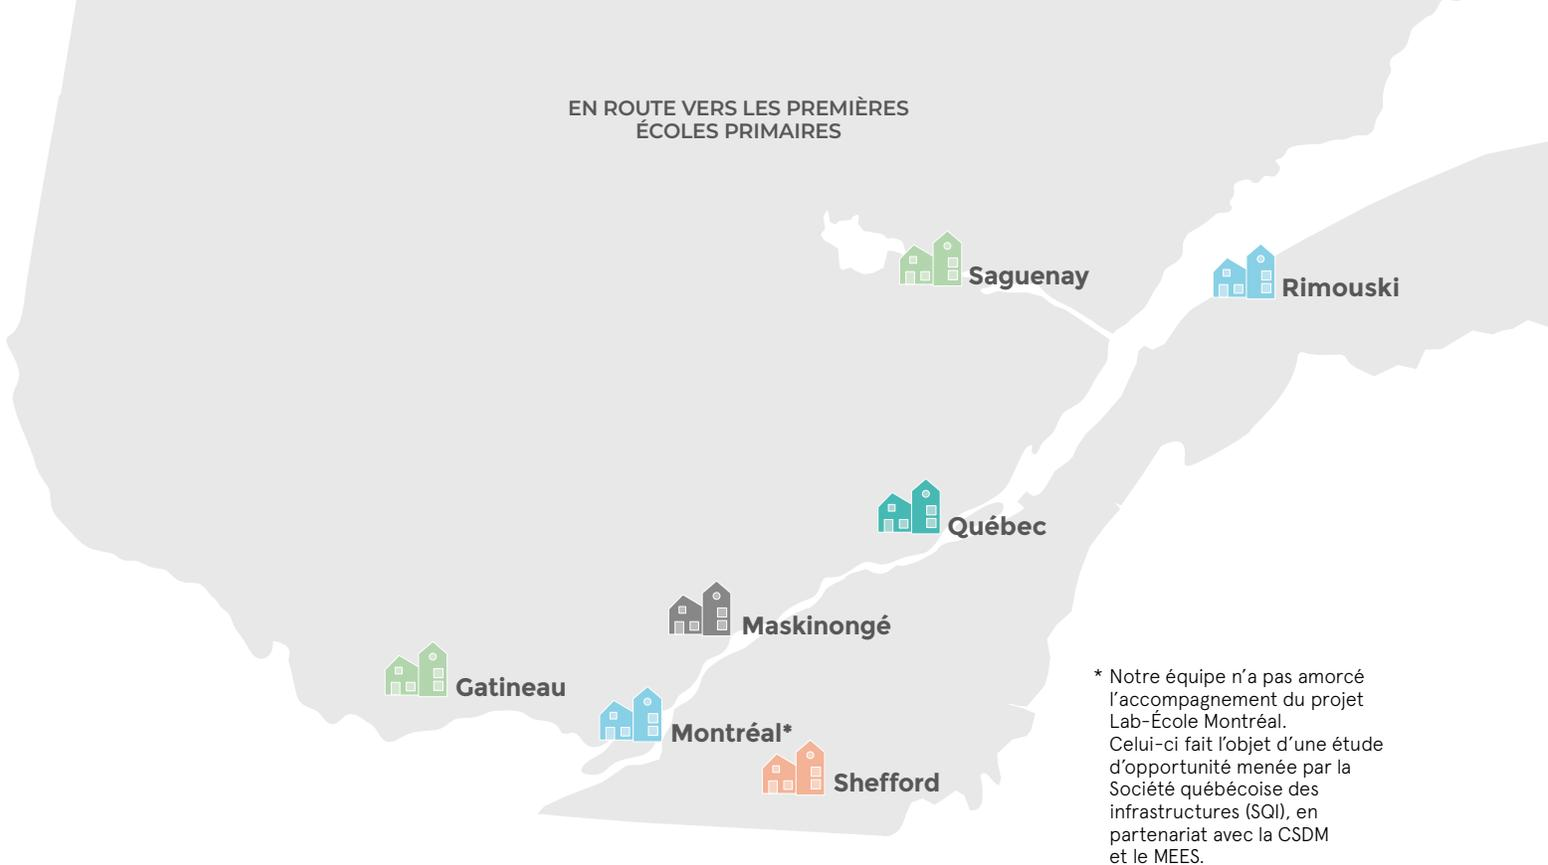 EN ROUTE VERS LES PREMIÈRES
ÉCOLES PRIMAIRES
Saguenay
Rimouski
Québec
Maskinongé
Gatineau
Montréal*
Shefford
* Notre équipe n’a pas amorcé
l’accompagnement du projet
Lab-École Montréal.
Celui-ci fait l’objet d’une étude
d’opportunité menée par la
Société québécoise des
infrastructures (SQI), en
partenariat avec la CSDM
et le MEES.